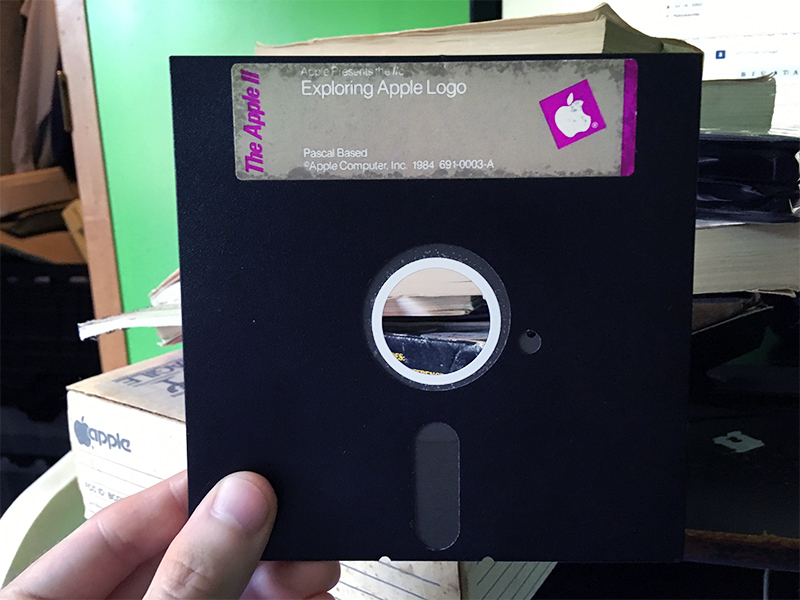 The Apple II
Apple Presents the //c
Exploring Apple Logo
Pascal Based
©Apple Computer, Inc. 1984 691-0003-A
®
apple